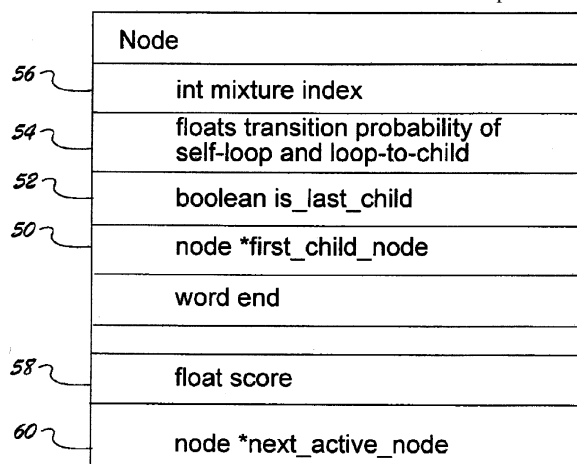 Node
56
int mixture index
54
floats transition probability of
self-loop and loop-to-child
52
boolean is_last_child
50
node *first_child_node
word end
58
float score
60
node *next_active_node